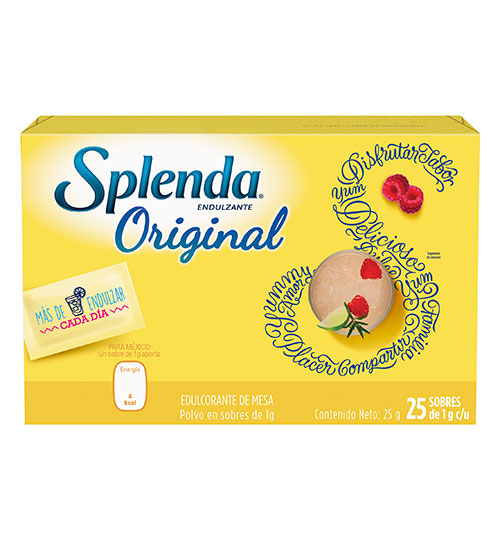 Splenda®
ENDULZANTE
Original
Disfrutar Sabor
Yum
Delicioso
Dulce Yum
Yummy
Amor
Familia
Placer Compartir
MÁS DE ENDULZAR
CADA DÍA
PARA MÉXICO:
Un sobre de 1g aporta:
Energía
4
kcal
EDULCORANTE DE MESA
Polvo en sobres de 1g
Contenido Neto: 25 g
25 SOBRES
de 1 g c/u